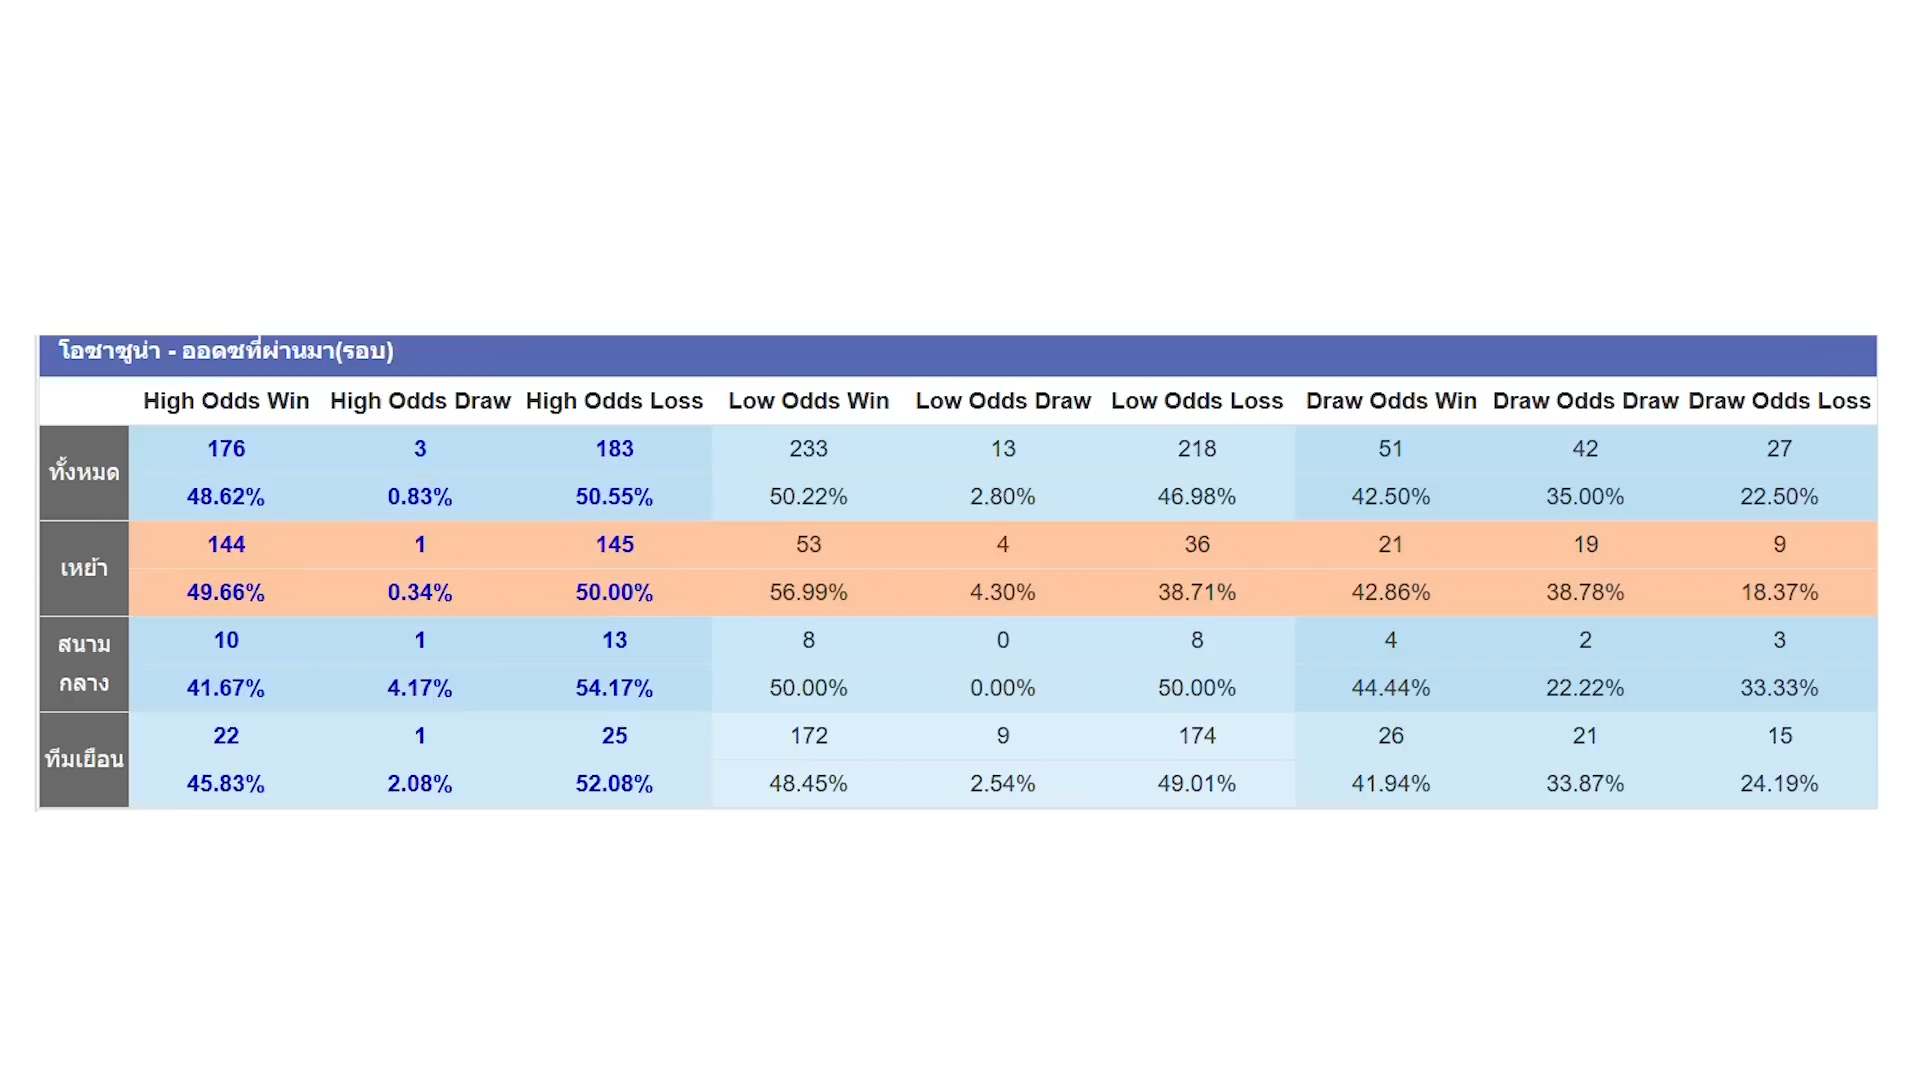 โอซาซูน่า - ออดซที่ผ่านมา(รอบ)
High Odds Win High Odds Draw High Odds Loss Low Odds Win Low Odds Draw Low Odds Loss Draw Odds Win Draw Odds Draw Draw Odds Loss
ทั้งหมด
176 3 183 233 13 218 51 42 27
48.62% 0.83% 50.55% 50.22% 2.80% 46.98% 42.50% 35.00% 22.50%
เหย้า
144 1 145 53 4 36 21 19 9
49.66% 0.34% 50.00% 56.99% 4.30% 38.71% 42.86% 38.78% 18.37%
สนาม
กลาง
10 1 13 8 0 8 4 2 3
41.67% 4.17% 54.17% 50.00% 0.00% 50.00% 44.44% 22.22% 33.33%
ทีมเยือน
22 1 25 172 9 174 26 21 15
45.83% 2.08% 52.08% 48.45% 2.54% 49.01% 41.94% 33.87% 24.19%